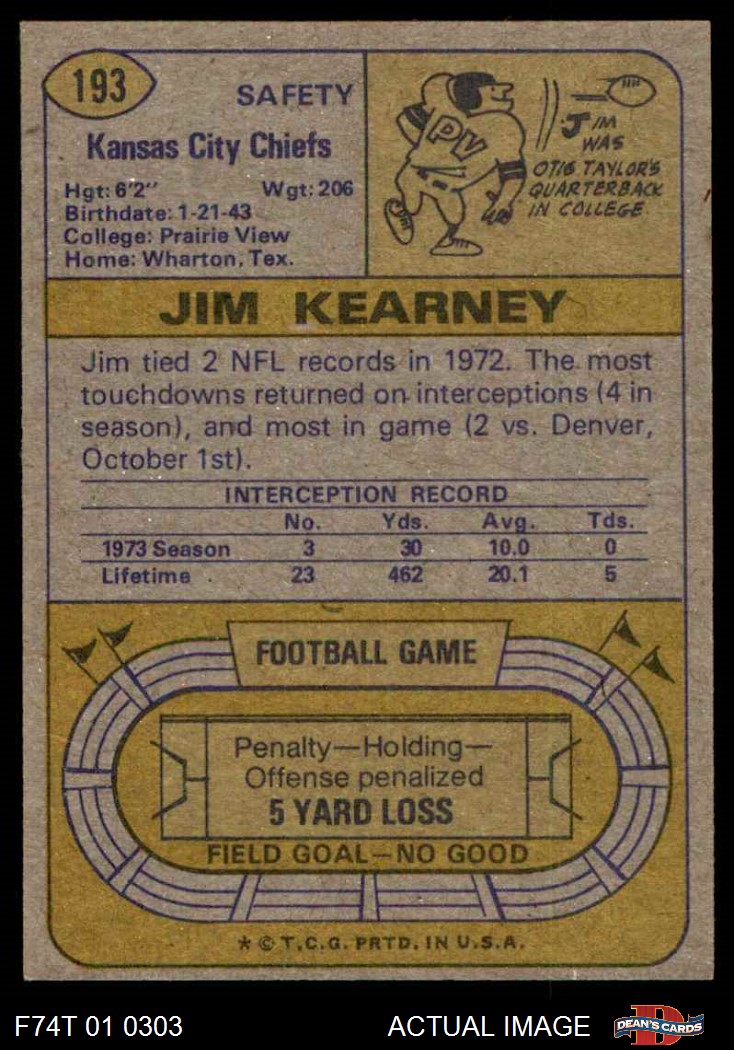 193
SAFETY
Kansas City Chiefs
Hgt: 6'2" Wgt: 206
Birthdate: 1-21-43
College: Prairie View
Home: Wharton, Tex.
PV
JIM
WAS
OTIS TAYLOR'S
QUARTERBACK
IN COLLEGE.
JIM KEARNEY
Jim tied 2 NFL records in 1972. The most
touchdowns returned on interceptions (4 in
season), and most in game (2 vs. Denver,
October 1st).
INTERCEPTION RECORD
No. Yds. Avg. Tds.
1973 Season 3 30 10.0 0
Lifetime 23 462 20.1 5
FOOTBALL GAME
Penalty—Holding—
Offense penalized
5 YARD LOSS
FIELD GOAL—NO GOOD
* © T.C.G. PRTD. IN U.S.A.
F74T 01 0303 ACTUAL IMAGE
D
DEAN'S CARDS